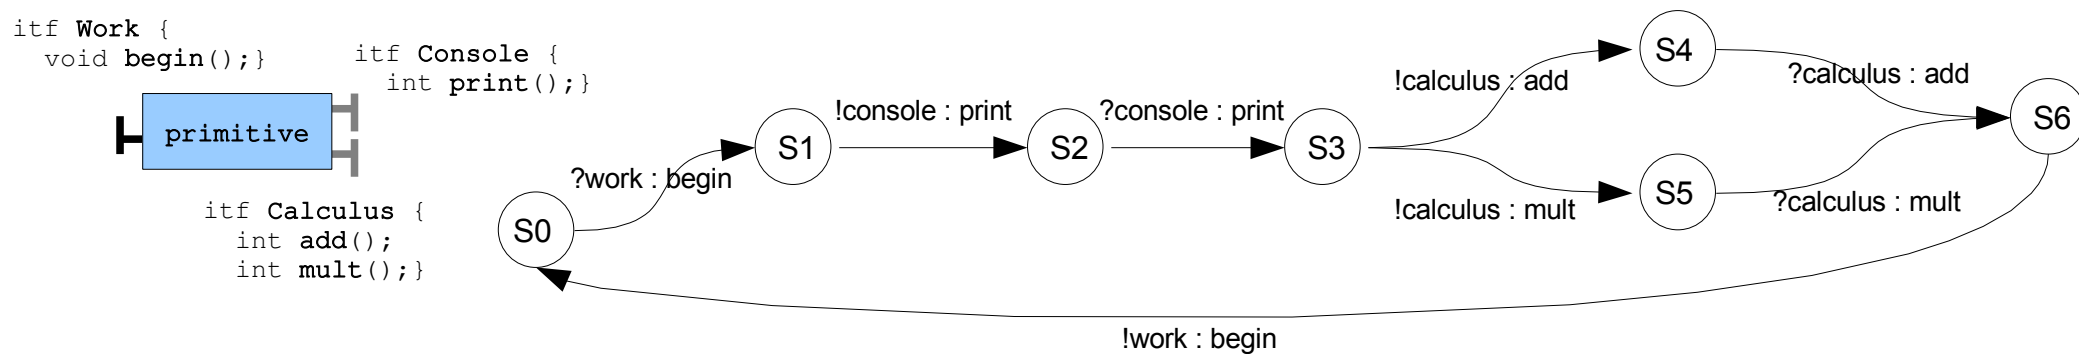 itf Work {
void begin();}
itf Console {
int print();}
primitive
itf Calculus {
int add();
int mult();}
S0
?work : begin
S1
!console : print
S2
?console : print
S3
!calculus : add
S4
?calculus : add
!calculus : mult
S5
?calculus : mult
S6
!work : begin